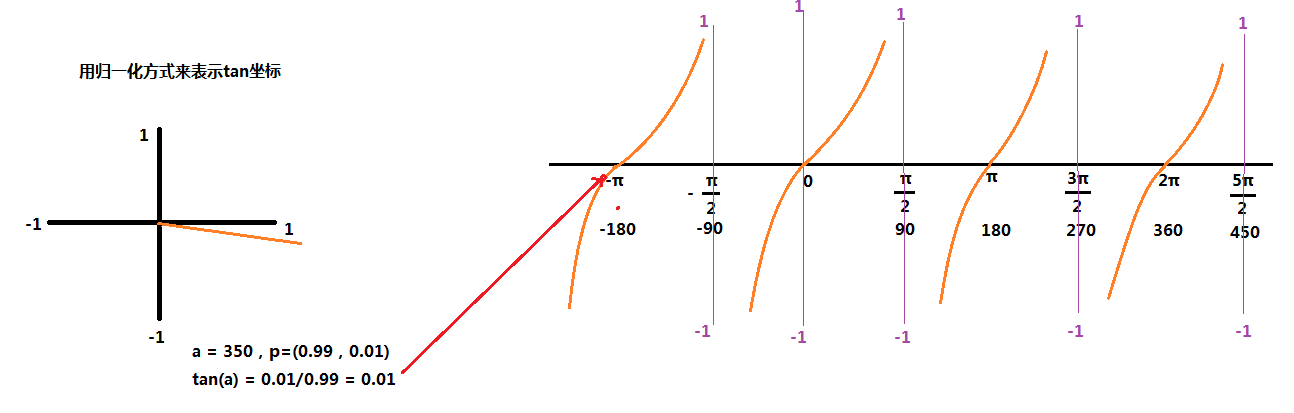 用归一化方式来表示tan坐标
1
-1
1
-1
a = 350 , p=(0.99 , 0.01)
tan(a) = 0.01/0.99 = 0.01
1
1
1
1
1
-π
- π/2
0
π/2
π
3π/2
2π
5π/2
-180
-90
90
180
270
360
450
-1
-1
-1
-1
-1